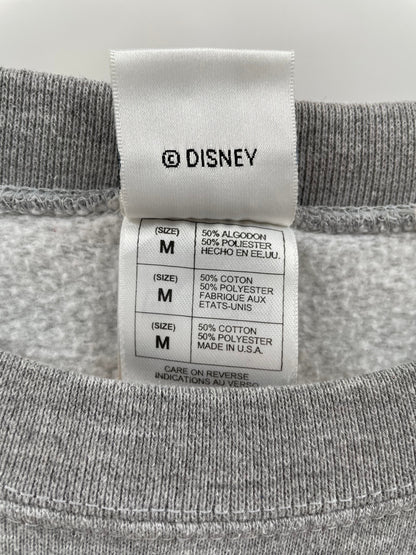 © DISNEY
(SIZE) 50% ALGODON
M 50% POLIESTER
HECHO EN EE.UU.
(SIZE) 50% COTON
M 50% POLYESTER
FABRIQUE AUX
ETATS-UNIS
(SIZE) 50% COTTON
M 50% POLYESTER
MADE IN U.S.A.
CARE ON REVERSE
INDICATIONS AU VERSO